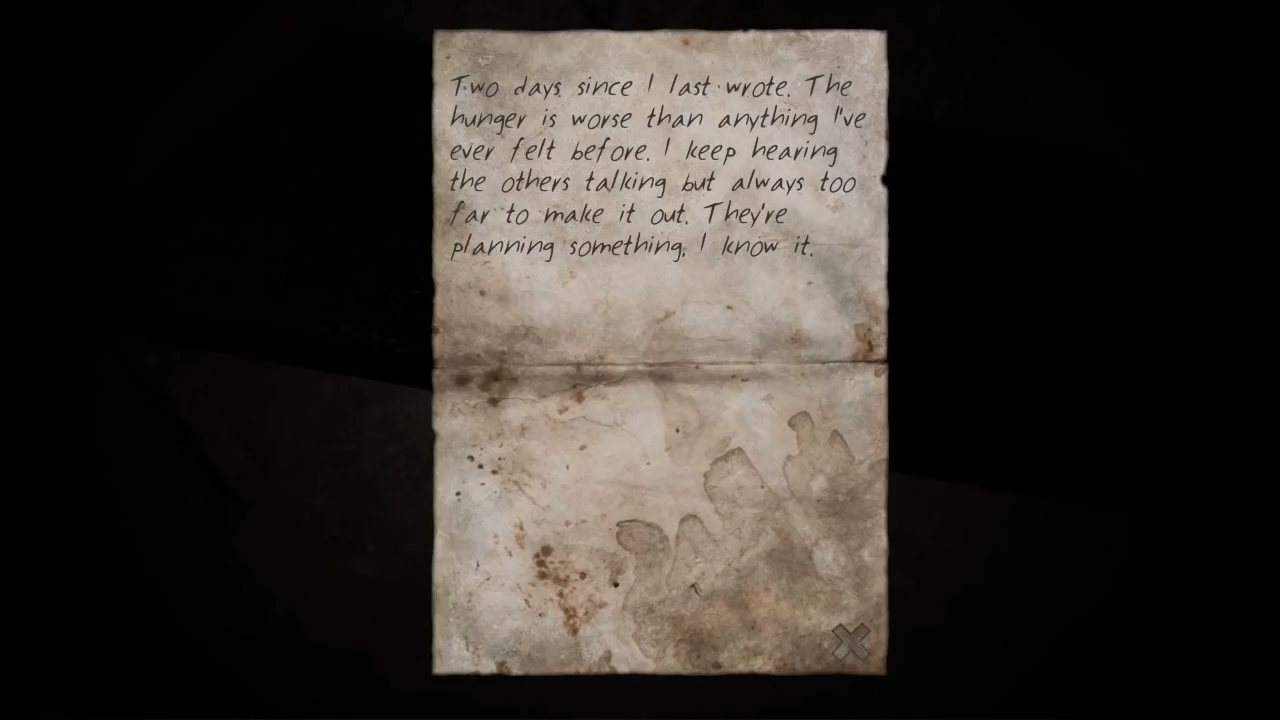 Two days since I last wrote. The
hunger is worse than anything I've
ever felt before. I keep hearing
the others talking but always too
far to make it out. They're
planning something, I know it.